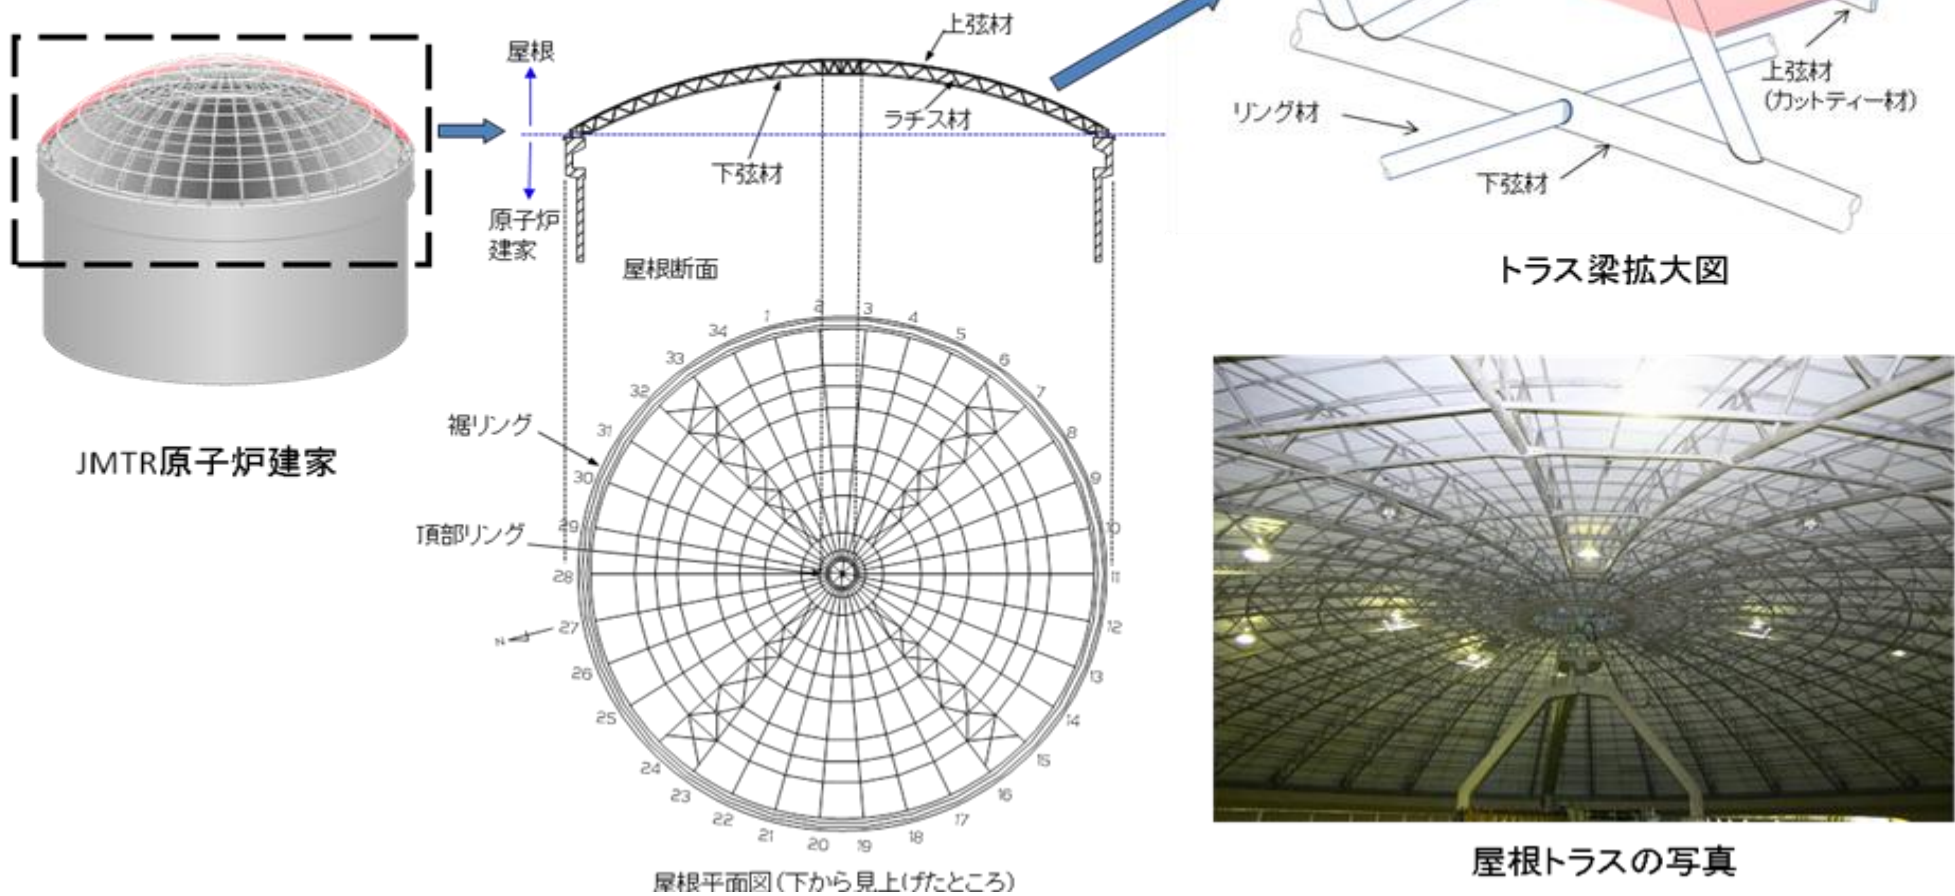 JMTR原子炉建家
屋根
原子炉
建家
上弦材
ラチス材
下弦材
屋根断面
1
2
3
4
5
6
7
8
9
10
11
12
13
14
15
16
17
18
19
20
21
22
23
24
25
26
27
28
29
30
31
32
33
34
裾リング
頂部リング
N
屋根平面図(下から見上げたところ)
上弦材
(カットティー材)
リング材
下弦材
トラス梁拡大図
屋根トラスの写真